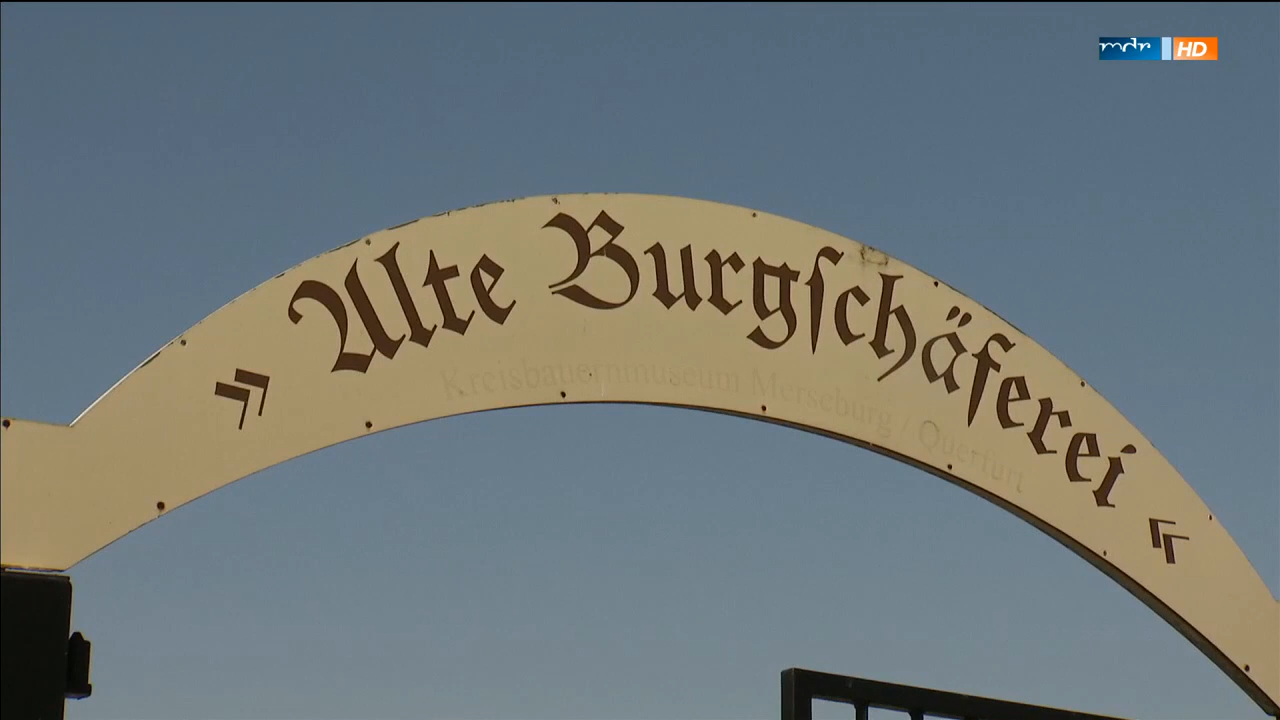 mdr HD
» Alte Burgschäferei «
Kreisbauernmuseum Merseburg / Querfurt